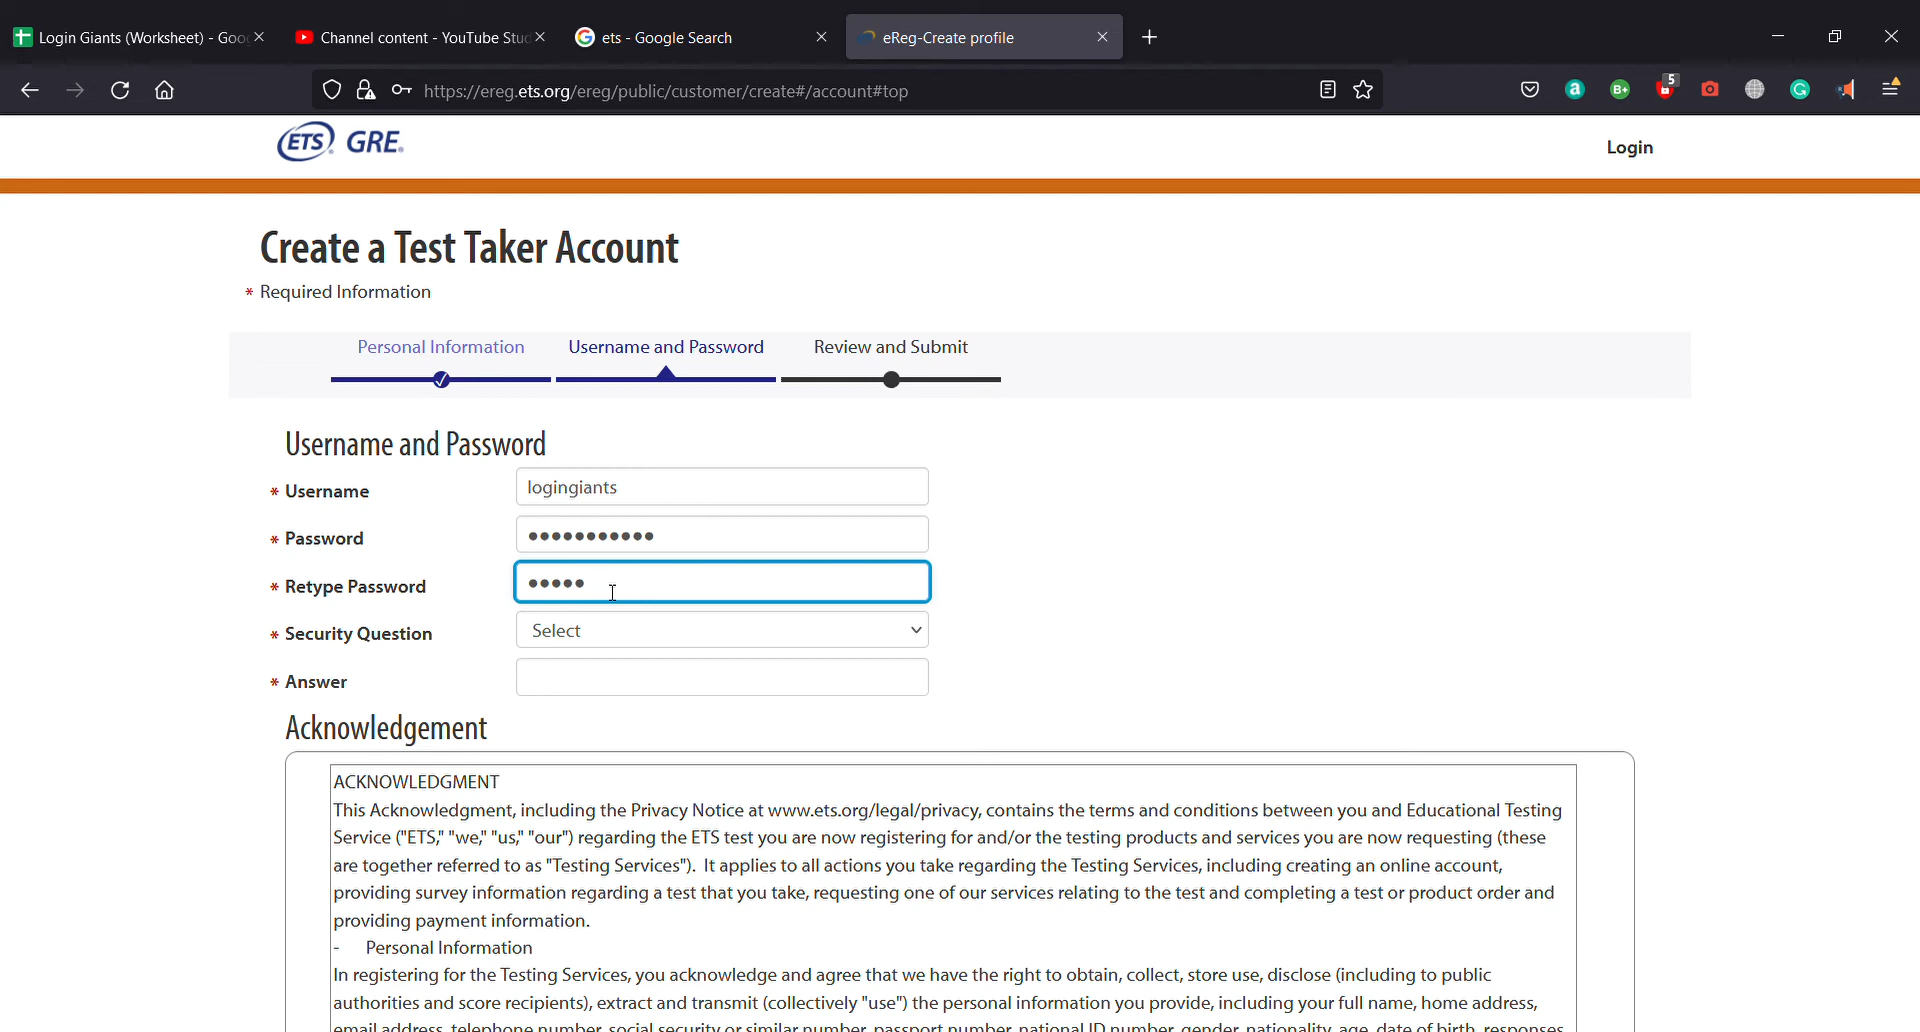 Login Giants (Worksheet) - Goo
Channel content - YouTube Stud
ets - Google Search
eReg-Create profile
https://ereg.ets.org/ereg/public/customer/create#/account#top
a
B+
5
G
ETS GRE.
Login
Create a Test Taker Account
* Required Information
Personal Information
Username and Password
Review and Submit
Username and Password
* Username
logingiants
* Password
* Retype Password
* Security Question
Select
* Answer
Acknowledgement
ACKNOWLEDGMENT
This Acknowledgment, including the Privacy Notice at www.ets.org/legal/privacy, contains the terms and conditions between you and Educational Testing
Service ("ETS," "we," "us," "our") regarding the ETS test you are now registering for and/or the testing products and services you are now requesting (these
are together referred to as "Testing Services"). It applies to all actions you take regarding the Testing Services, including creating an online account,
providing survey information regarding a test that you take, requesting one of our services relating to the test and completing a test or product order and
providing payment information.
- Personal Information
In registering for the Testing Services, you acknowledge and agree that we have the right to obtain, collect, store use, disclose (including to public
authorities and score recipients), extract and transmit (collectively "use") the personal information you provide, including your full name, home address,
email address, telephone number, social security or similar number, passport number, national ID number, gender, nationality, age, date of birth, responses